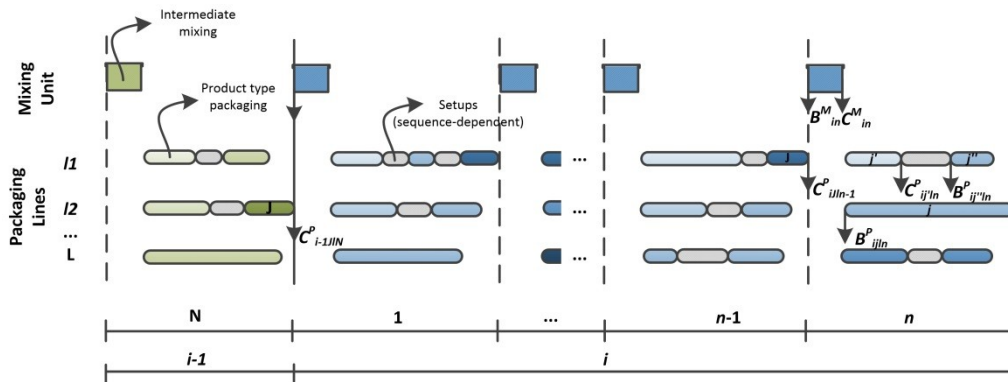 Intermediate
mixing
Mixing
Unit
Product type
packaging
Setups
(sequence-dependent)
B^M_in C^M_in
Packaging
Lines
l1
J
j'
j''
C^P_iJln-1
C^P_ij'ln
B^P_ij''ln
l2
J
j
...
...
...
...
C^P_i-1JlN
B^P_ijln
L
...
...
N
1
...
n-1
n
i-1
i